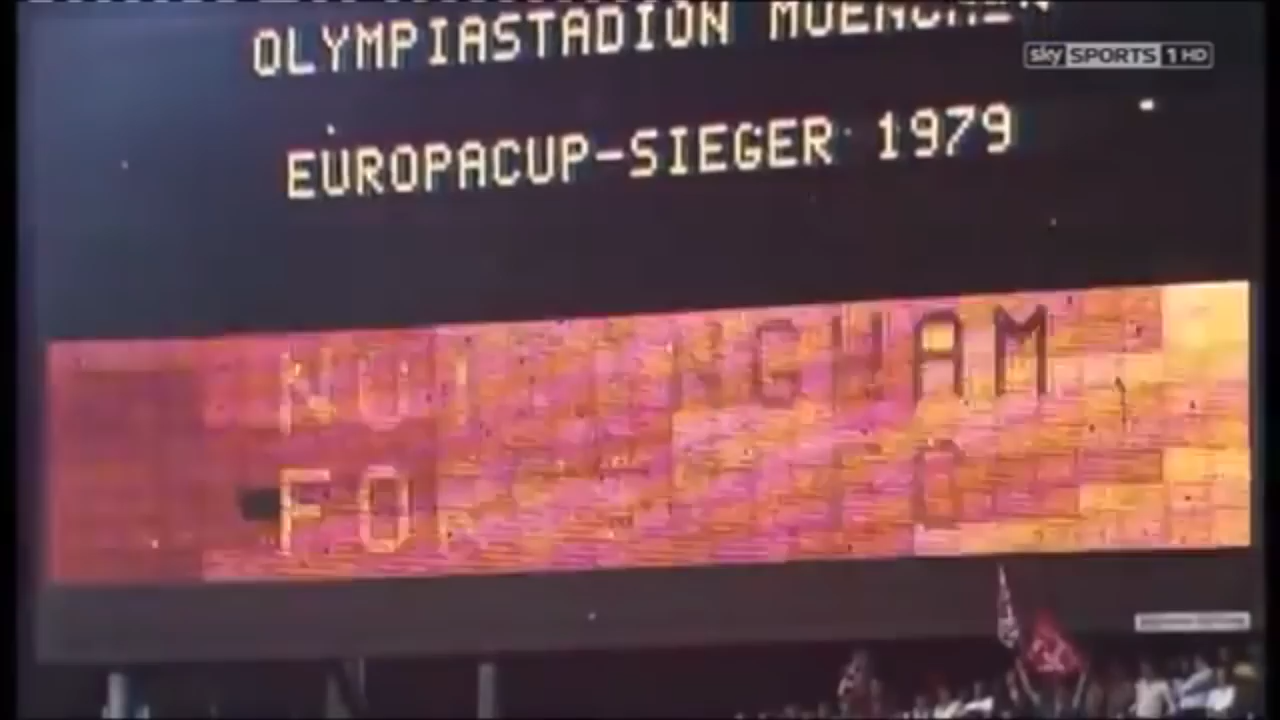 OLYMPIASTADION MUENCHEN
sky SPORTS 1 HD
EUROPACUP-SIEGER 1979
NOTTINGHAM